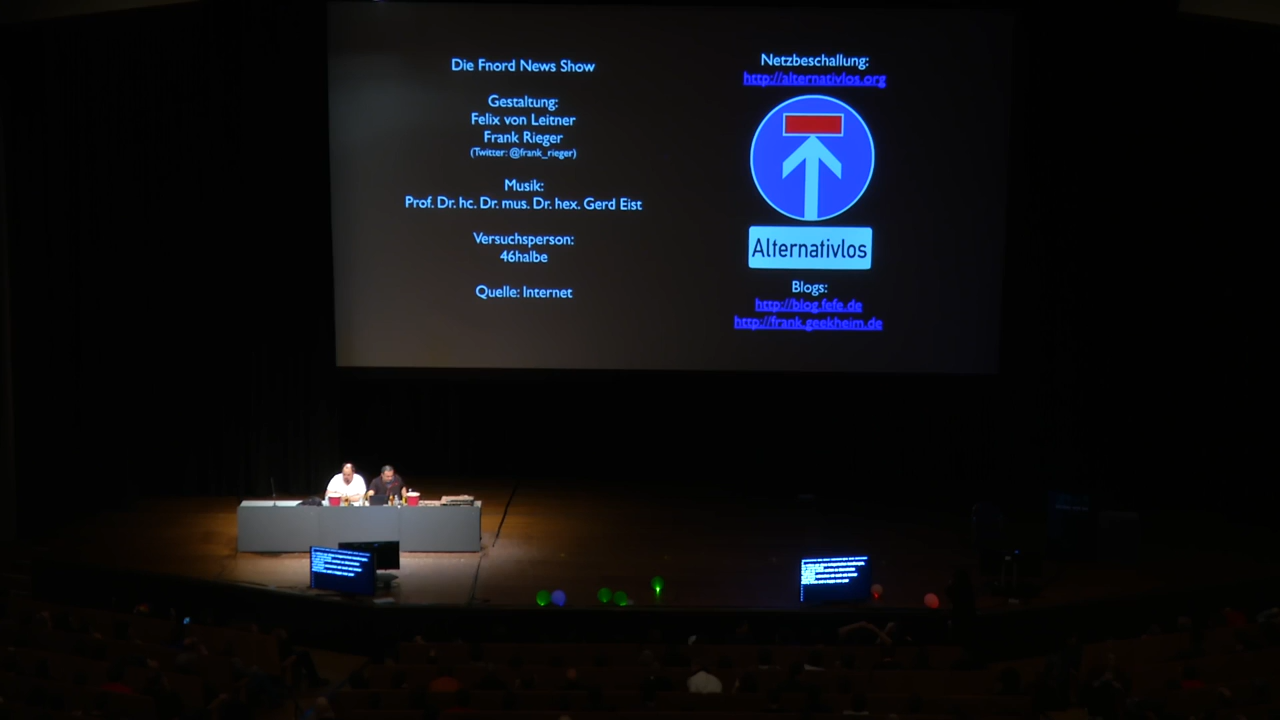 Die Fnord News Show
Gestaltung:
Felix von Leitner
Frank Rieger
(Twitter: @frank_rieger)
Musik:
Prof. Dr. hc. Dr. mus. Dr. hex. Gerd Eist
Versuchsperson:
46halbe
Quelle: Internet
Netzbeschallung:
http://alternativlos.org
Alternativlos
Blogs:
http://blog.fefe.de
http://frank.geekheim.de